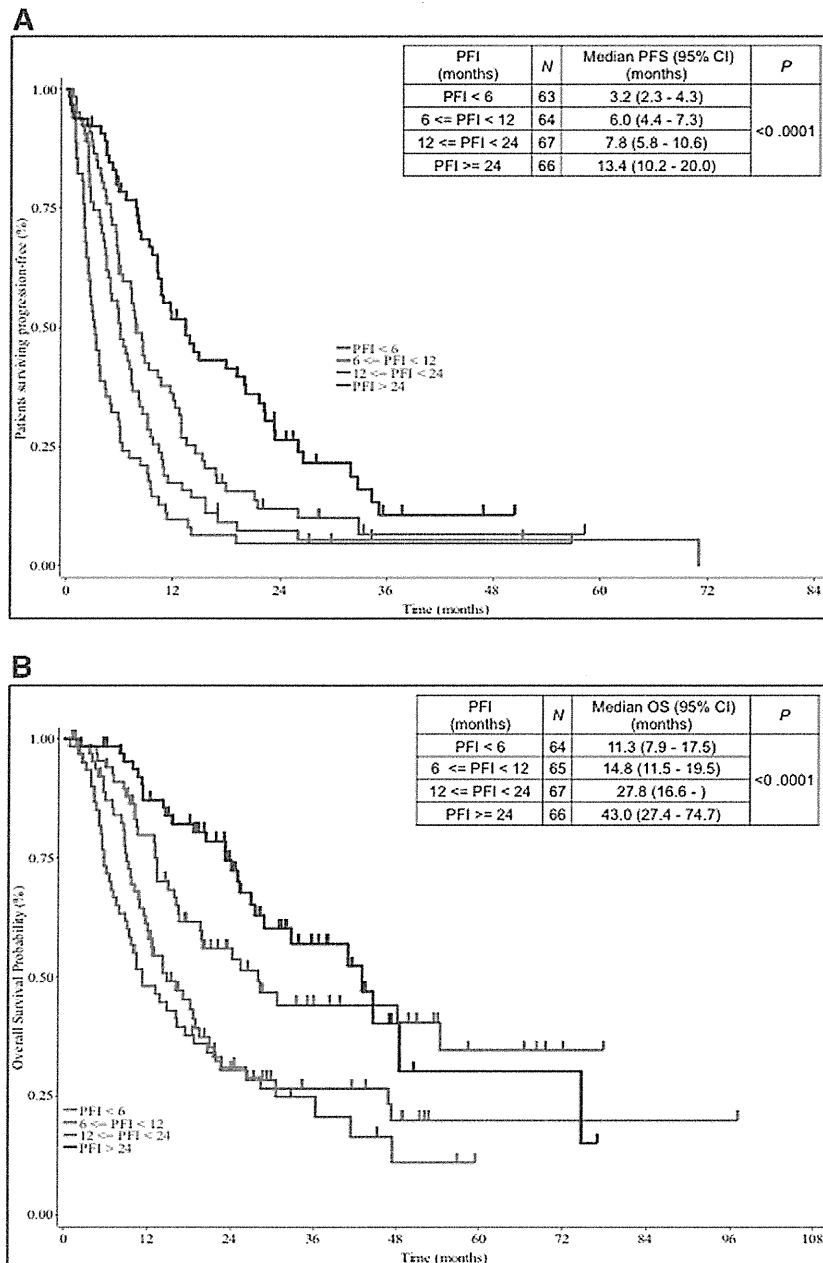 A
PFI (months) N Median PFS (95% CI) (months) P
PFI < 6 63 3.2 (2.3 - 4.3)
6 <= PFI < 12 64 6.0 (4.4 - 7.3)
12 <= PFI < 24 67 7.8 (5.8 - 10.6)
PFI >= 24 66 13.4 (10.2 - 20.0)
<0 .0001
Patients surviving progression-free (%)
1.00
0.75
0.50
0.25
0.00
PFI < 6
6 <= PFI < 12
12 <= PFI < 24
PFI > 24
0 12 24 36 48 60 72 84
Time (months)
B
PFI (months) N Median OS (95% CI) (months) P
PFI < 6 64 11.3 (7.9 - 17.5)
6 <= PFI < 12 65 14.8 (11.5 - 19.5)
12 <= PFI < 24 67 27.8 (16.6 - )
PFI >= 24 66 43.0 (27.4 - 74.7)
<0 .0001
Overall Survival Probability (%)
1.00
0.75
0.50
0.25
0.00
PFI < 6
6 <= PFI < 12
12 <= PFI < 24
PFI > 24
0 12 24 36 48 60 72 84 96 108
Time (months)